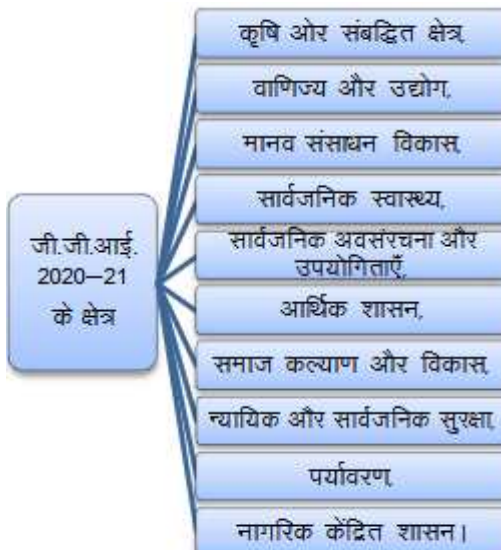 जी.जी.आई.
2020–21
के क्षेत्र
कृषि ओर संबद्धित क्षेत्र,
वाणिज्य और उद्योग,
मानव संसाधन विकास,
सार्वजनिक स्वास्थ्य,
सार्वजनिक अवसंरचना और
उपयोगिताएँ,
आर्थिक शासन,
समाज कल्याण और विकास,
न्यायिक और सार्वजनिक सुरक्षा,
पर्यावरण,
नागरिक केंद्रित शासन।